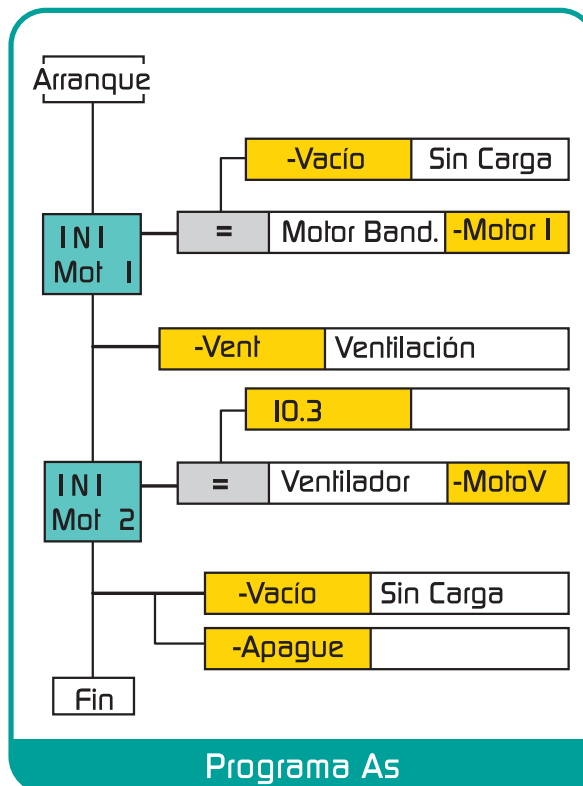 Arranque
-Vacío Sin Carga
INI
Mot 1
= Motor Band. -Motor I
-Vent Ventilación
I0.3
INI
Mot 2
= Ventilador -MotoV
-Vacío Sin Carga
-Apague
Fin
Programa As